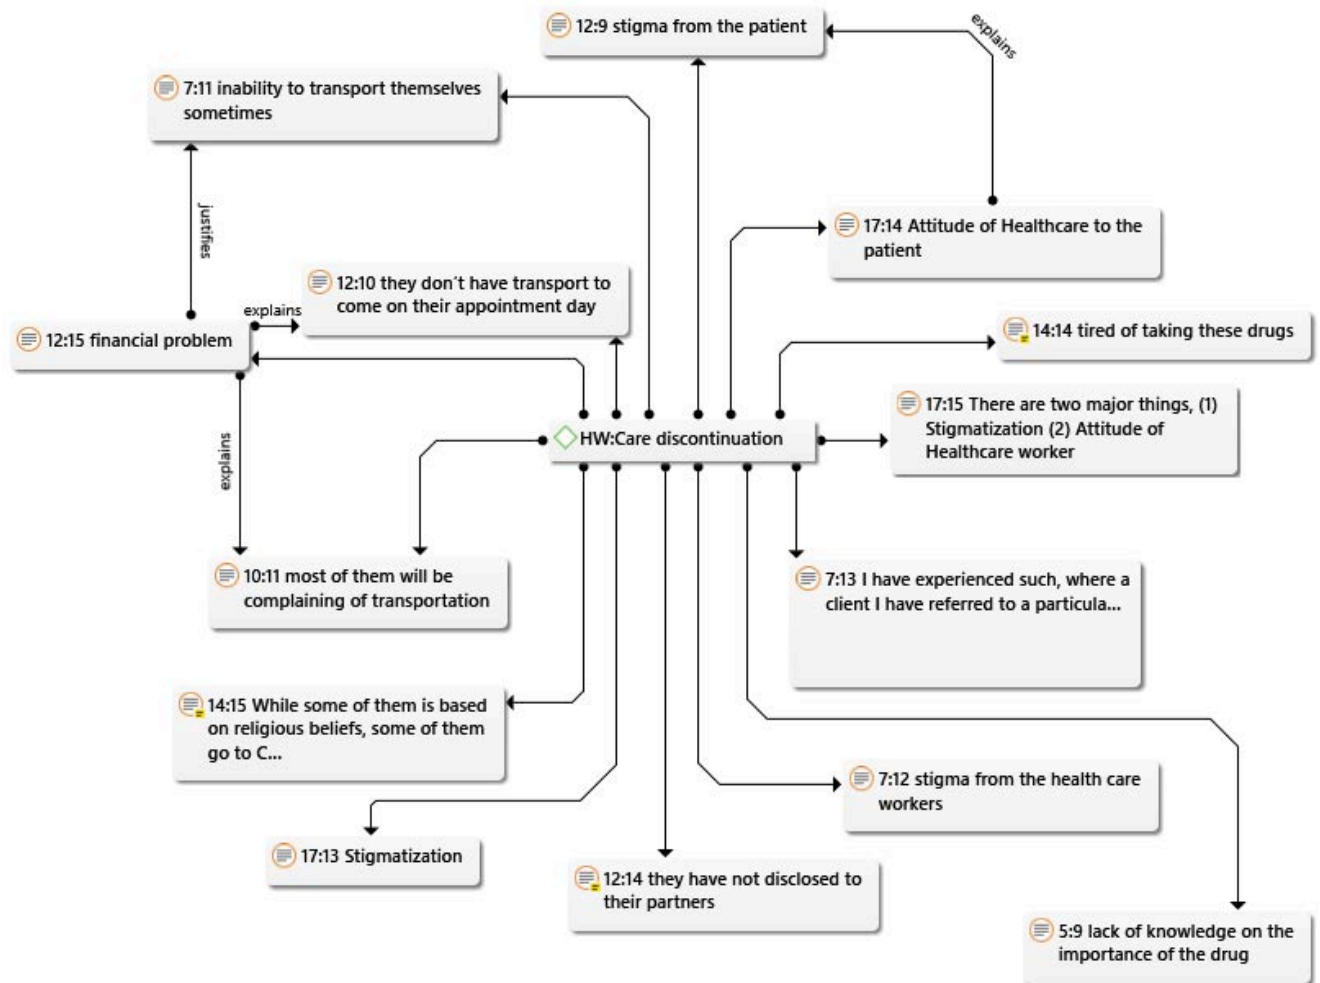 12:9 stigma from the patient
explains
7:11 inability to transport themselves
sometimes
justifies
17:14 Attitude of Healthcare to the
patient
12:10 they don´t have transport to
come on their appointment day
explains
12:15 financial problem
14:14 tired of taking these drugs
17:15 There are two major things, (1)
Stigmatization (2) Attitude of
Healthcare worker
HW:Care discontinuation
explains
10:11 most of them will be
complaining of transportation
7:13 I have experienced such, where a
client I have referred to a particula...
14:15 While some of them is based
on religious beliefs, some of them
go to C...
7:12 stigma from the health care
workers
17:13 Stigmatization
12:14 they have not disclosed to
their partners
5:9 lack of knowledge on the
importance of the drug